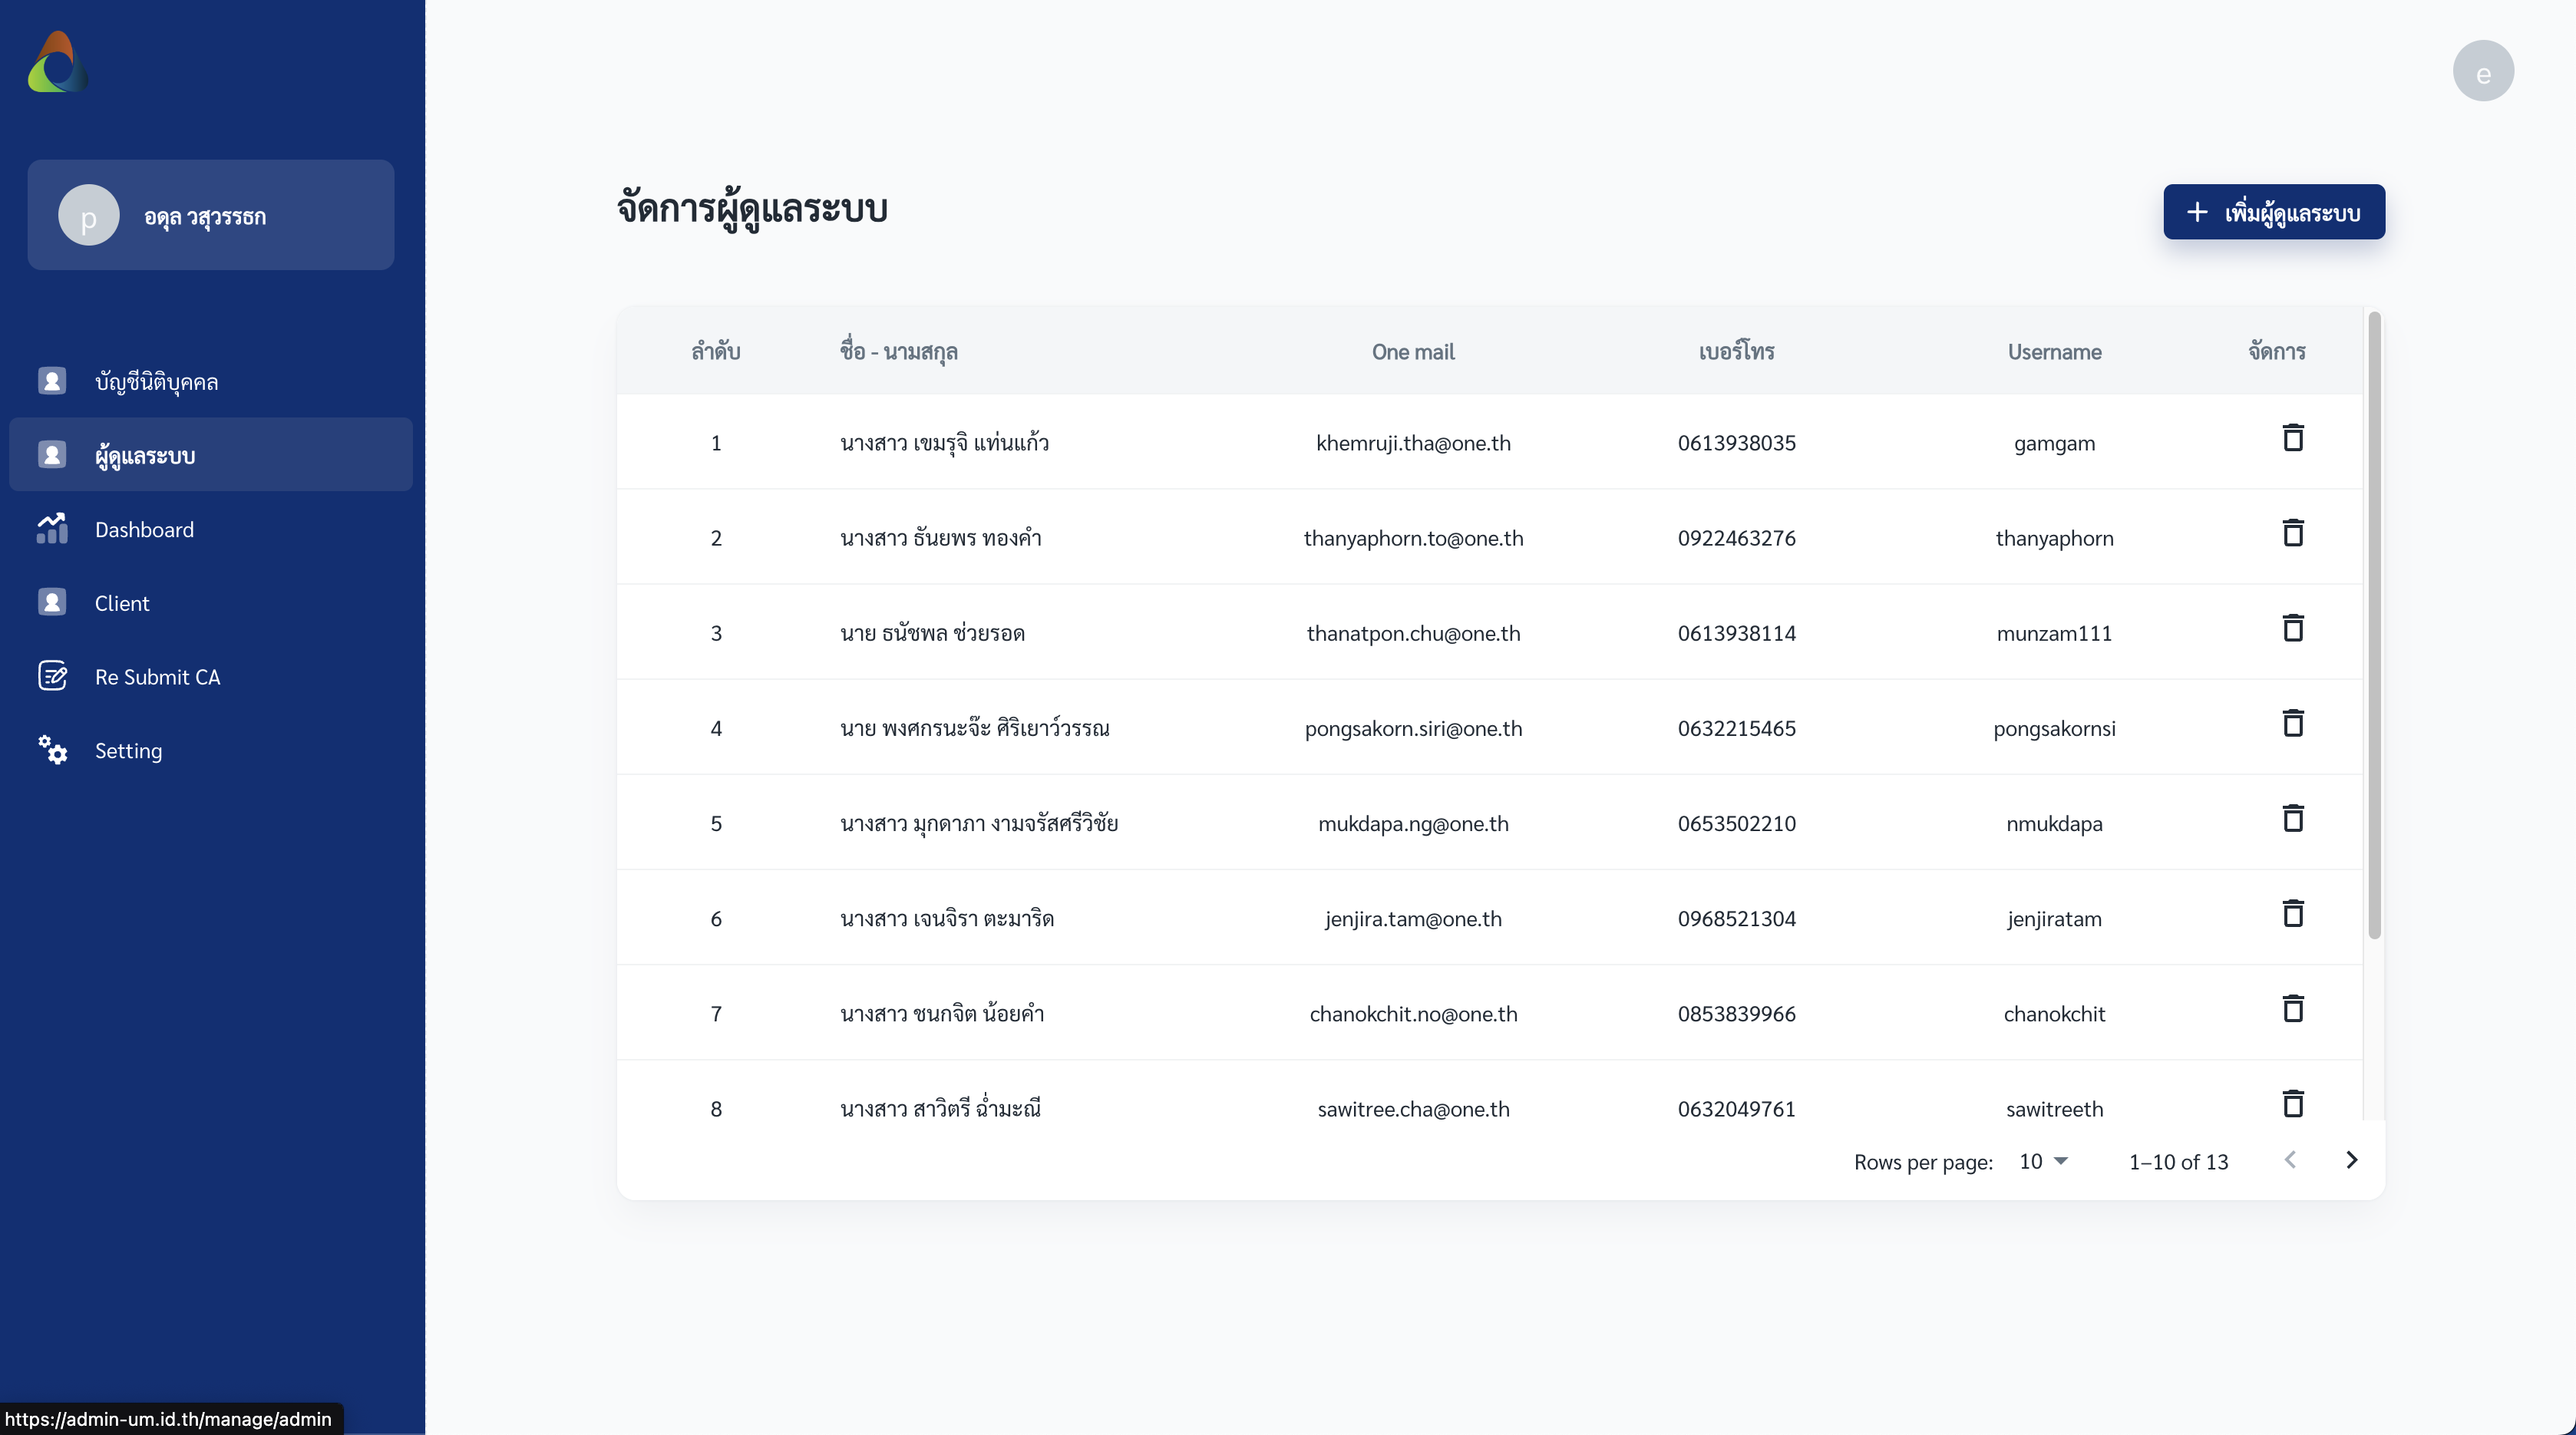 e
p
อดุล วสุวรรธก
บัญชีนิติบุคคล
ผู้ดูแลระบบ
Dashboard
Client
Re Submit CA
Setting
จัดการผู้ดูแลระบบ
เพิ่มผู้ดูแลระบบ
ลำดับ ชื่อ - นามสกุล One mail เบอร์โทร Username จัดการ
1 นางสาว เขมรุจิ แท่นแก้ว khemruji.tha@one.th 0613938035 gamgam
2 นางสาว ธันยพร ทองคำ thanyaphorn.to@one.th 0922463276 thanyaphorn
3 นาย ธนัชพล ช่วยรอด thanatpon.chu@one.th 0613938114 munzam111
4 นาย พงศกรนะจ๊ะ ศิริเยาว์วรรณ pongsakorn.siri@one.th 0632215465 pongsakornsi
5 นางสาว มุกดาภา งามจรัสศรีวิชัย mukdapa.ng@one.th 0653502210 nmukdapa
6 นางสาว เจนจิรา ตะมาริด jenjira.tam@one.th 0968521304 jenjiratam
7 นางสาว ชนกจิต น้อยคำ chanokchit.no@one.th 0853839966 chanokchit
8 นางสาว สาวิตรี ฉ่ำมะณี sawitree.cha@one.th 0632049761 sawitreeth
Rows per page: 10 1–10 of 13
https://admin-um.id.th/manage/admin